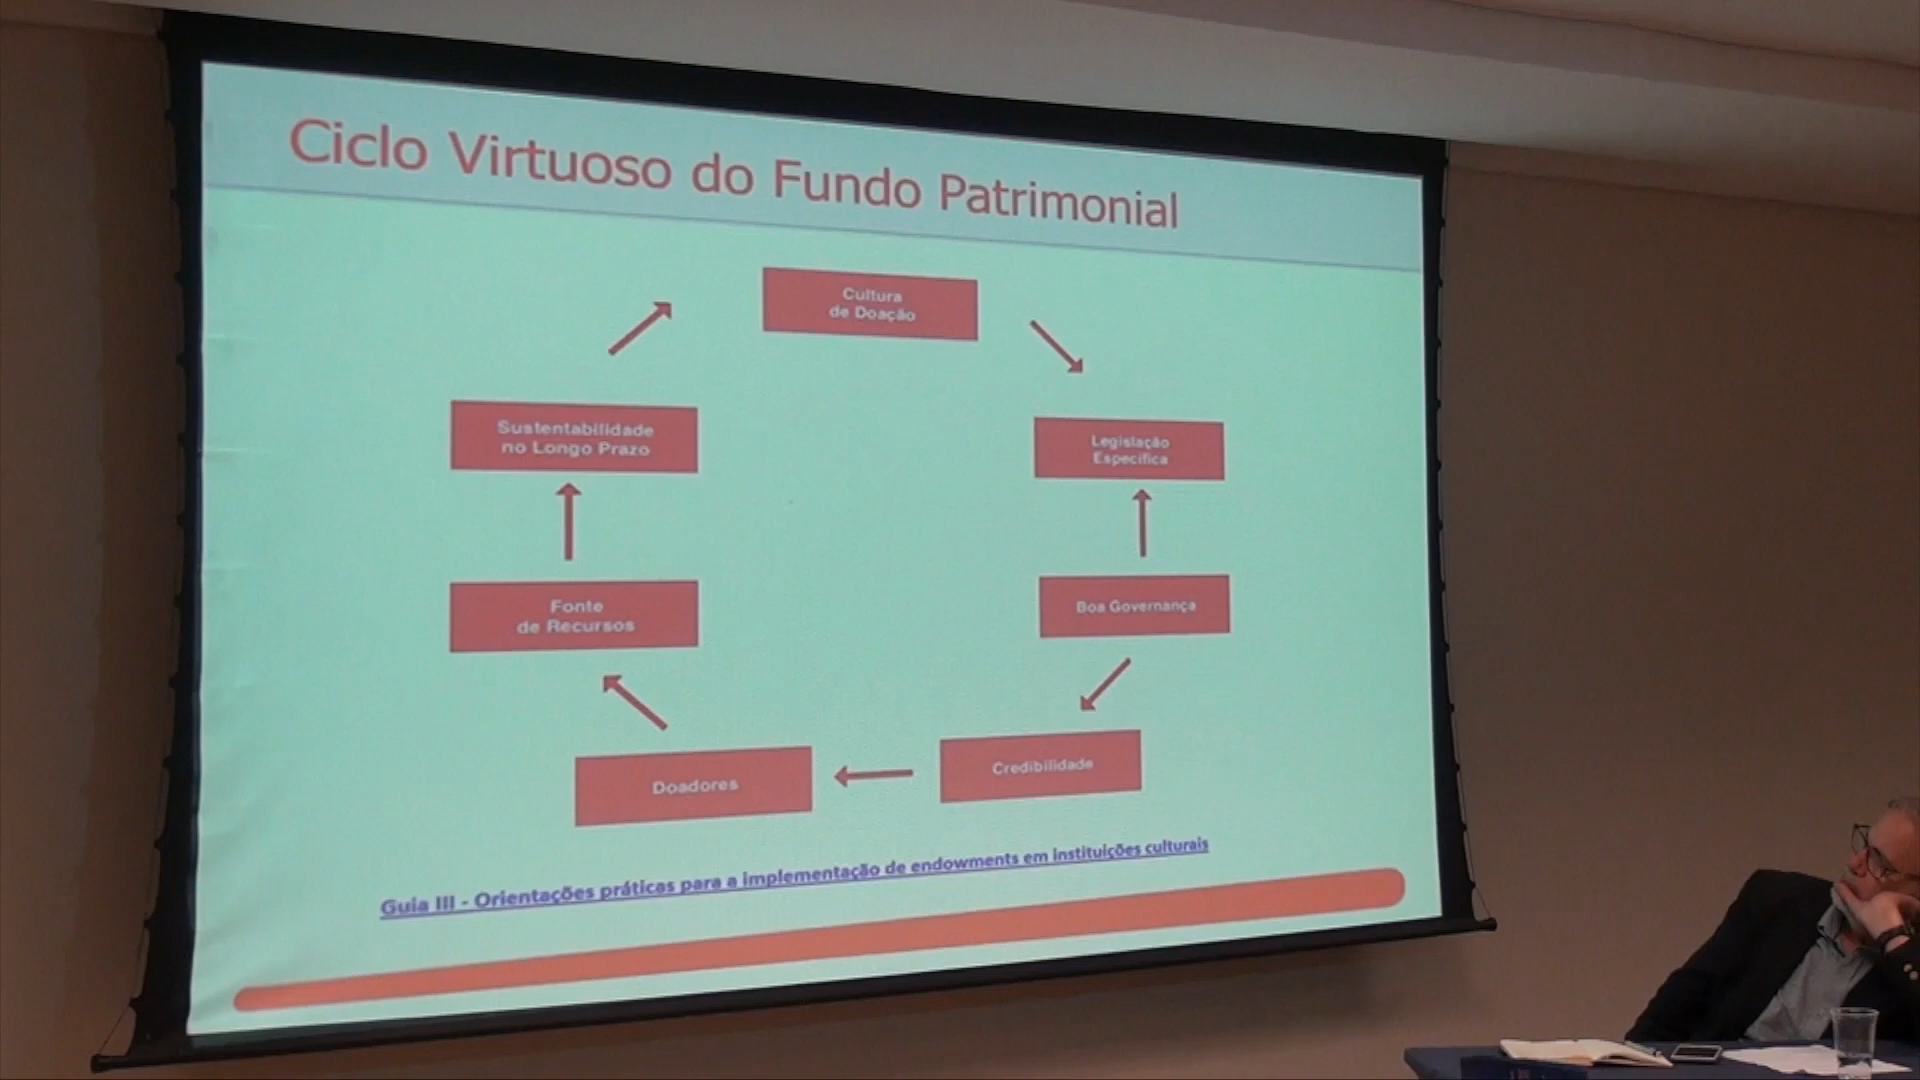 Ciclo Virtuoso do Fundo Patrimonial
Cultura
de Doação
Sustentabilidade
no Longo Prazo
Legislação
Específica
Fonte
de Recursos
Boa Governança
Doadores
Credibilidade
Guia III - Orientações práticas para a implementação de endowments em instituições culturais